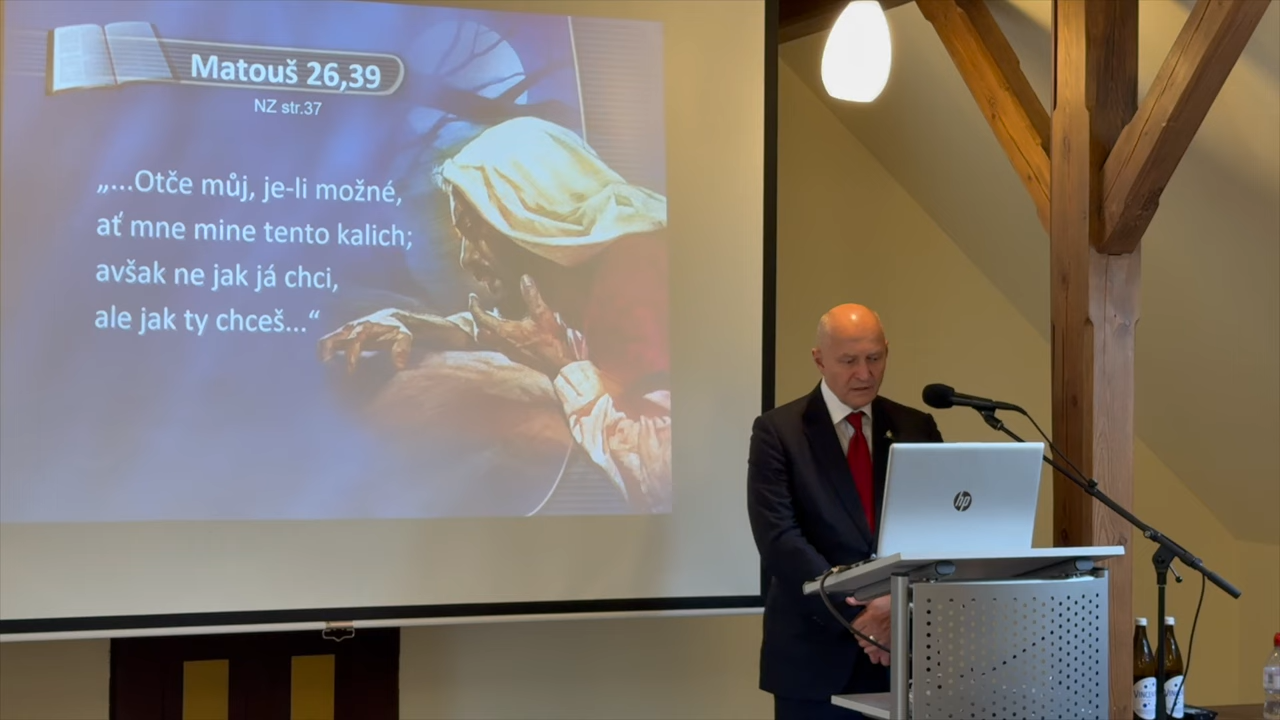 Matouš 26,39
NZ str.37
„...Otče můj, je-li možné,
ať mne mine tento kalich;
avšak ne jak já chci,
ale jak ty chceš...“
hp